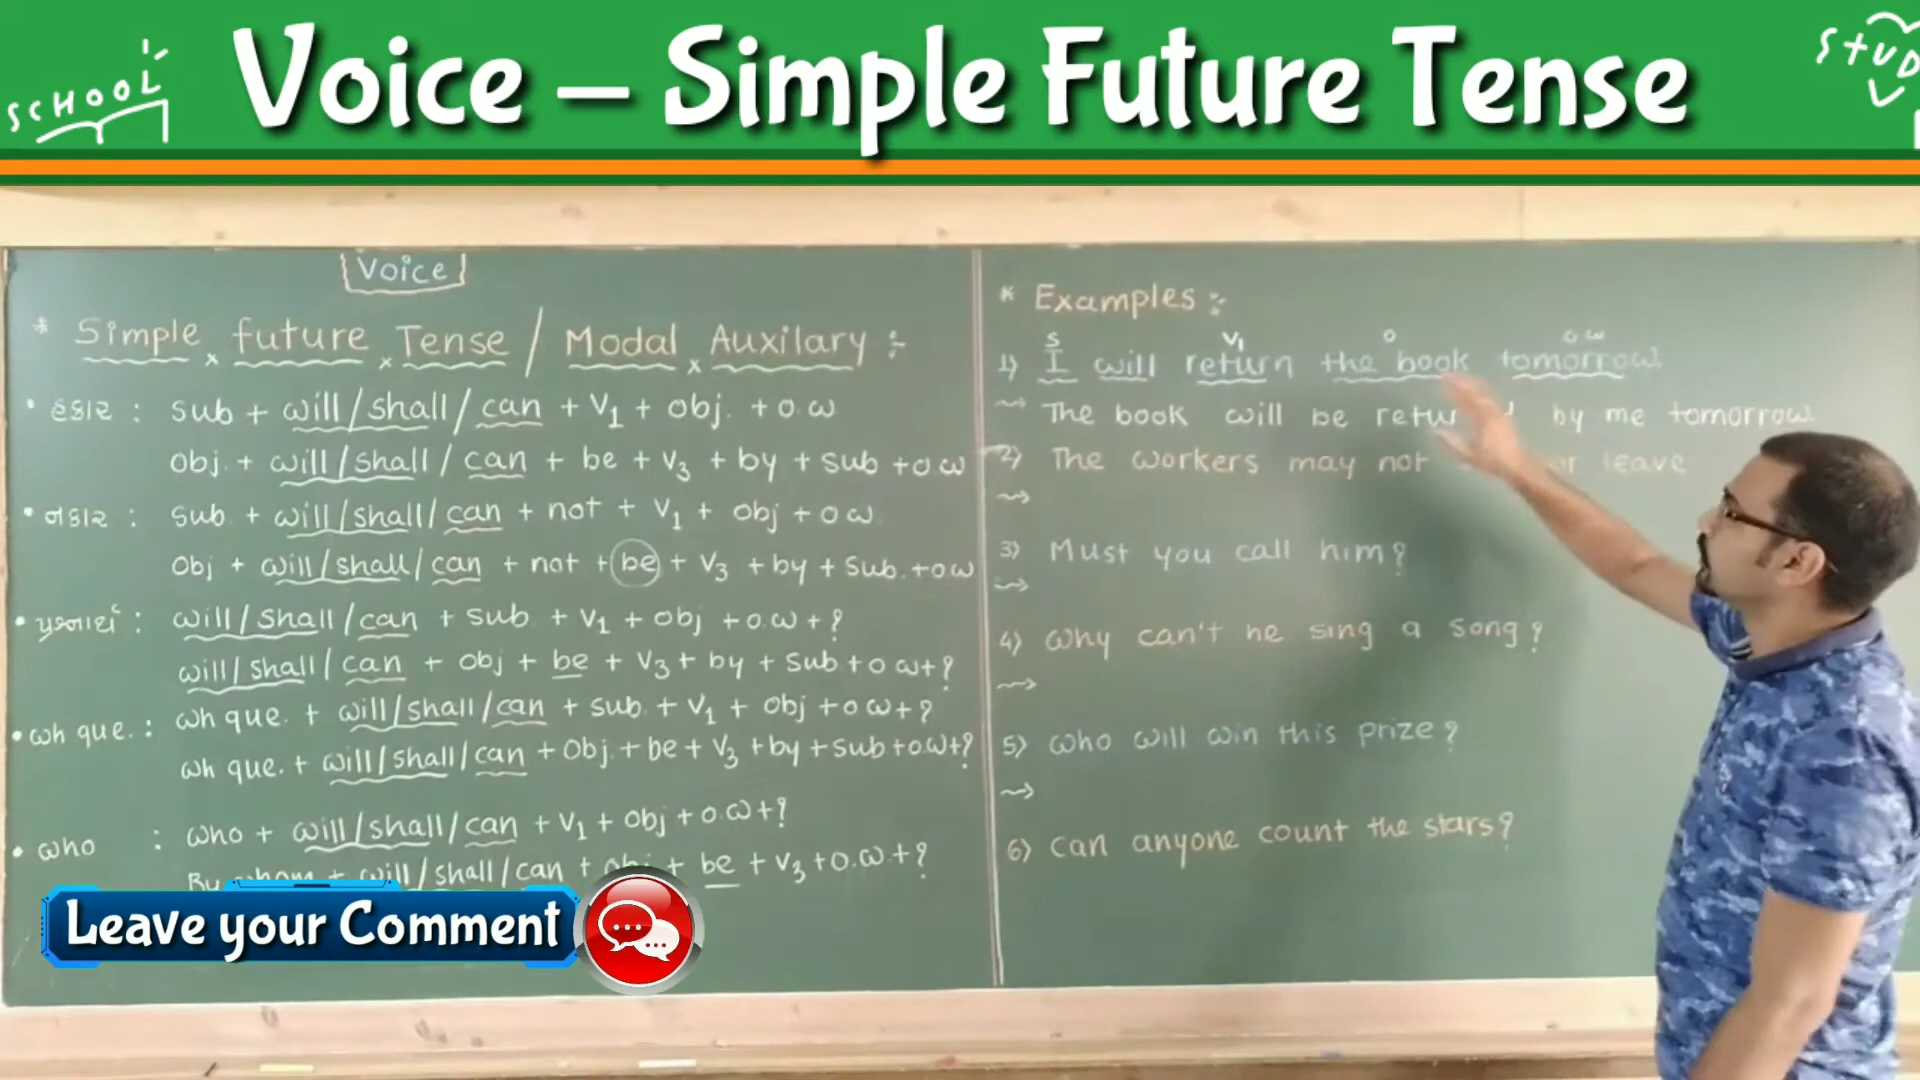 SCHOOL
Voice – Simple Future Tense
STUD
Voice
* Simple future Tense / Modal Auxilary :-
• હકાર : sub + will/shall/can + V1 + obj. + o.w
obj. + will/shall/can + be + V3 + by + sub + o.w
• નકાર : sub + will/shall/can + not + V1 + obj + o w
obj + will/shall/can + not + be + V3 + by + sub. + o.w
• પ્રશ્નાર્થ : will/shall/can + sub + V1 + obj + o.w + ?
will/shall/can + obj + be + V3 + by + sub + o w + ?
• wh que. : wh que. + will/shall/can + sub + V1 + obj + o w + ?
wh que. + will/shall/can + obj. + be + V3 + by + sub + o.w + ?
• who : who + will/shall/can + V1 + obj + o.w + ?
By whom + will/shall/can + obj + be + V3 + o.w + ?
* Examples :-
S V1 O O W
1) I will return the book tomorrow
→ The book will be by me tomorrow
2) The workers may not leave
→
3) Must you call him?
→
4) Why can't he sing a song?
→
5) Who will win this prize?
→
6) Can anyone count the stars?
Leave your Comment